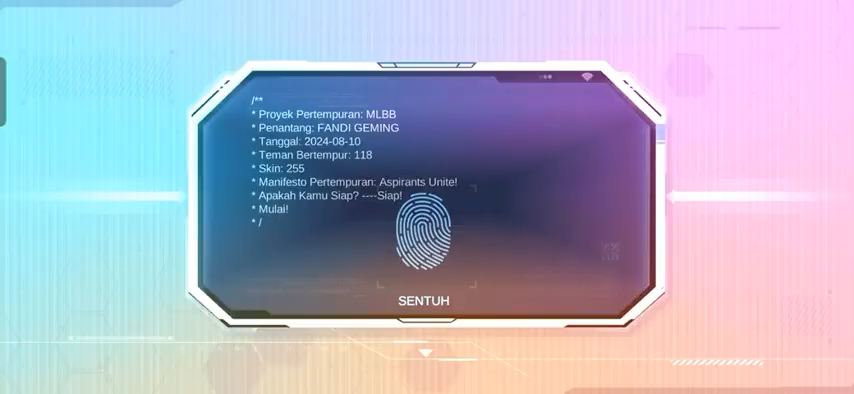 /**
* Proyek Pertempuran: MLBB
* Penantang: FANDI GEMING
* Tanggal: 2024-08-10
* Teman Bertempur: 118
* Skin: 255
* Manifesto Pertempuran: Aspirants Unite!
* Apakah Kamu Siap? ----Siap!
* Mulai!
* /
SENTUH